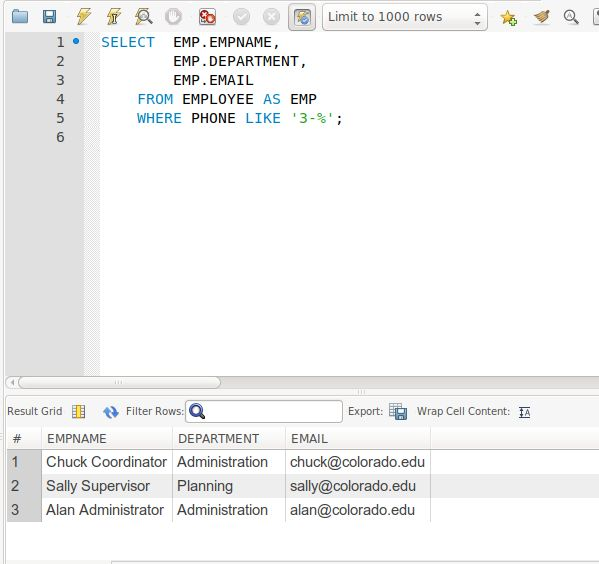 Limit to 1000 rows
1 SELECT EMP.EMPNAME,
2 EMP.DEPARTMENT,
3 EMP.EMAIL
4 FROM EMPLOYEE AS EMP
5 WHERE PHONE LIKE '3-%';
6
Result Grid Filter Rows: Export: Wrap Cell Content:
# EMPNAME DEPARTMENT EMAIL
1 Chuck Coordinator Administration chuck@colorado.edu
2 Sally Supervisor Planning sally@colorado.edu
3 Alan Administrator Administration alan@colorado.edu